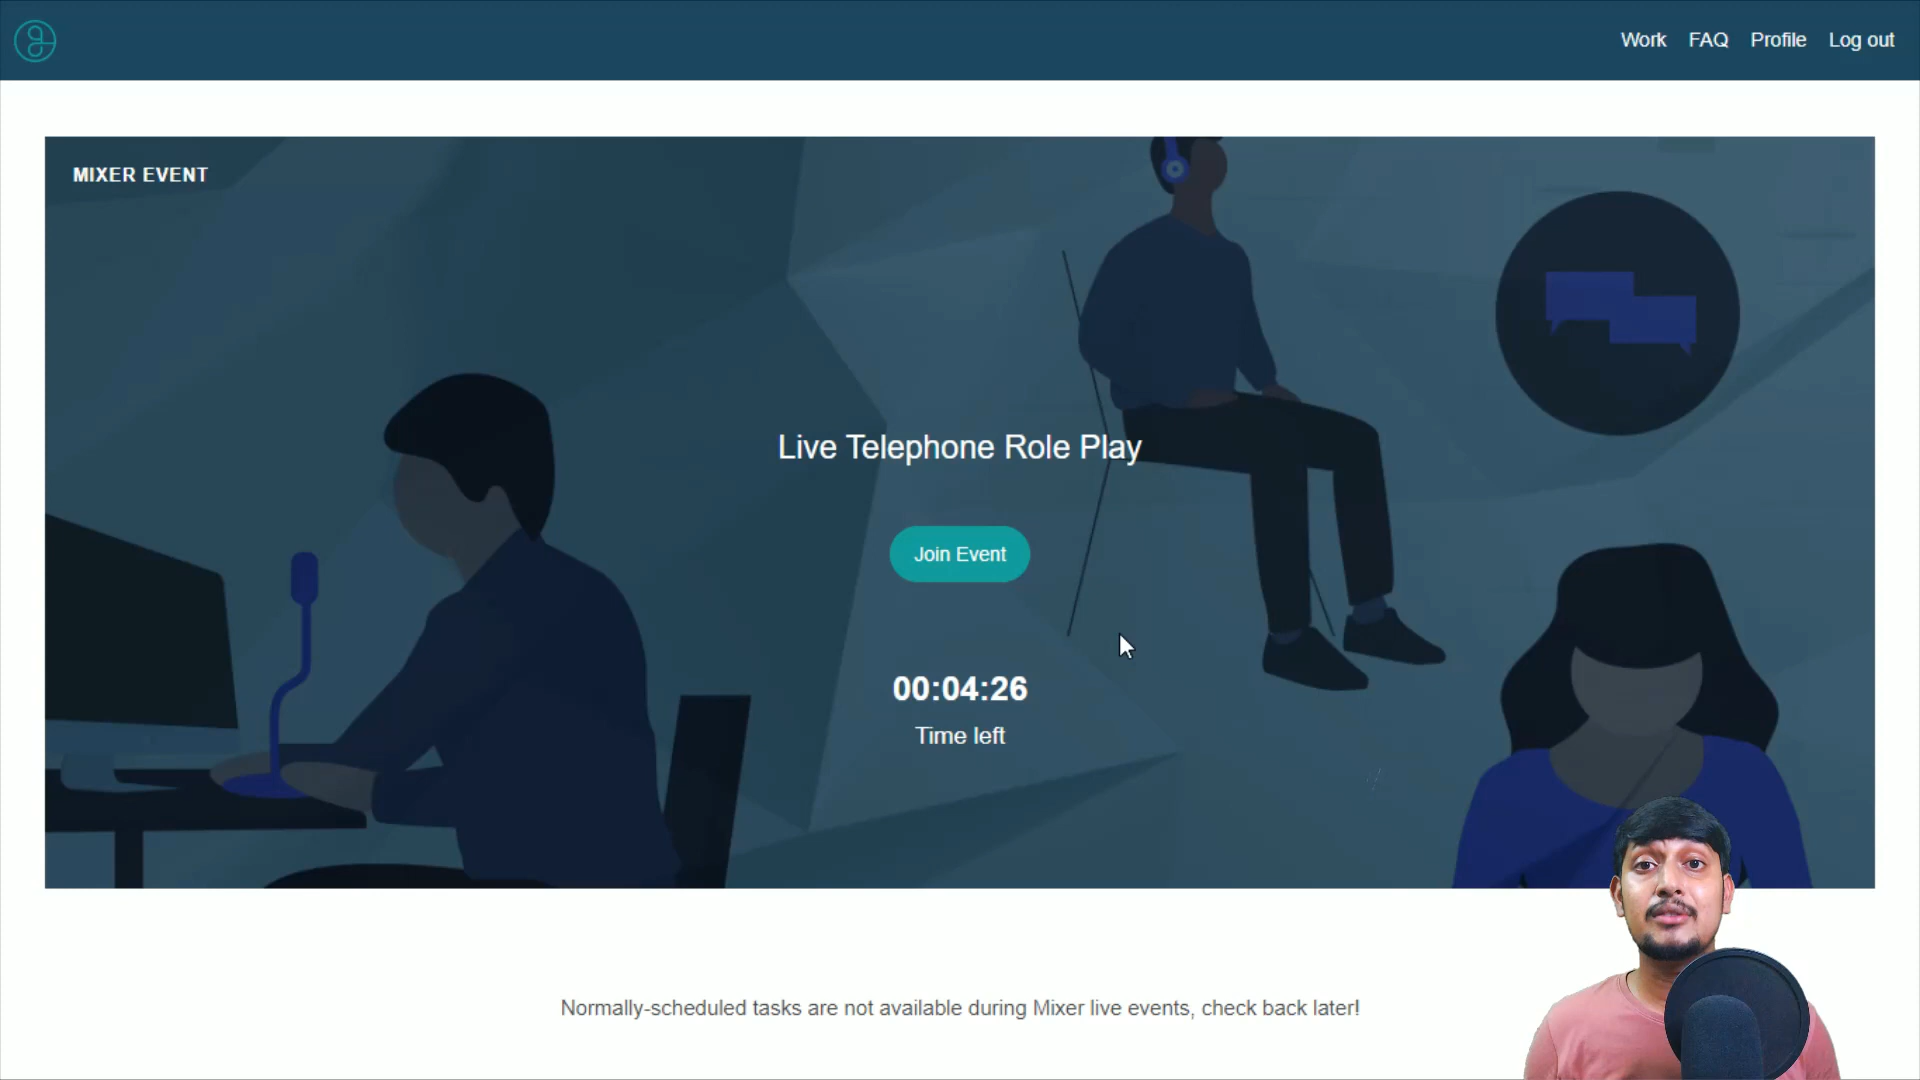 Work FAQ Profile Log out
MIXER EVENT
Live Telephone Role Play
Join Event
00:04:26
Time left
Normally-scheduled tasks are not available during Mixer live events, check back later!